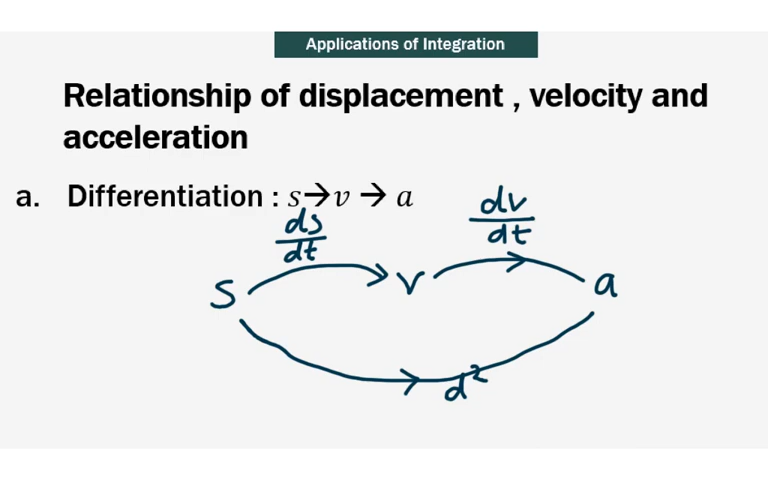 Applications of Integration
Relationship of displacement , velocity and
acceleration
a. Differentiation : s→v → a
ds/dt
dv/dt
s
v
a
d²